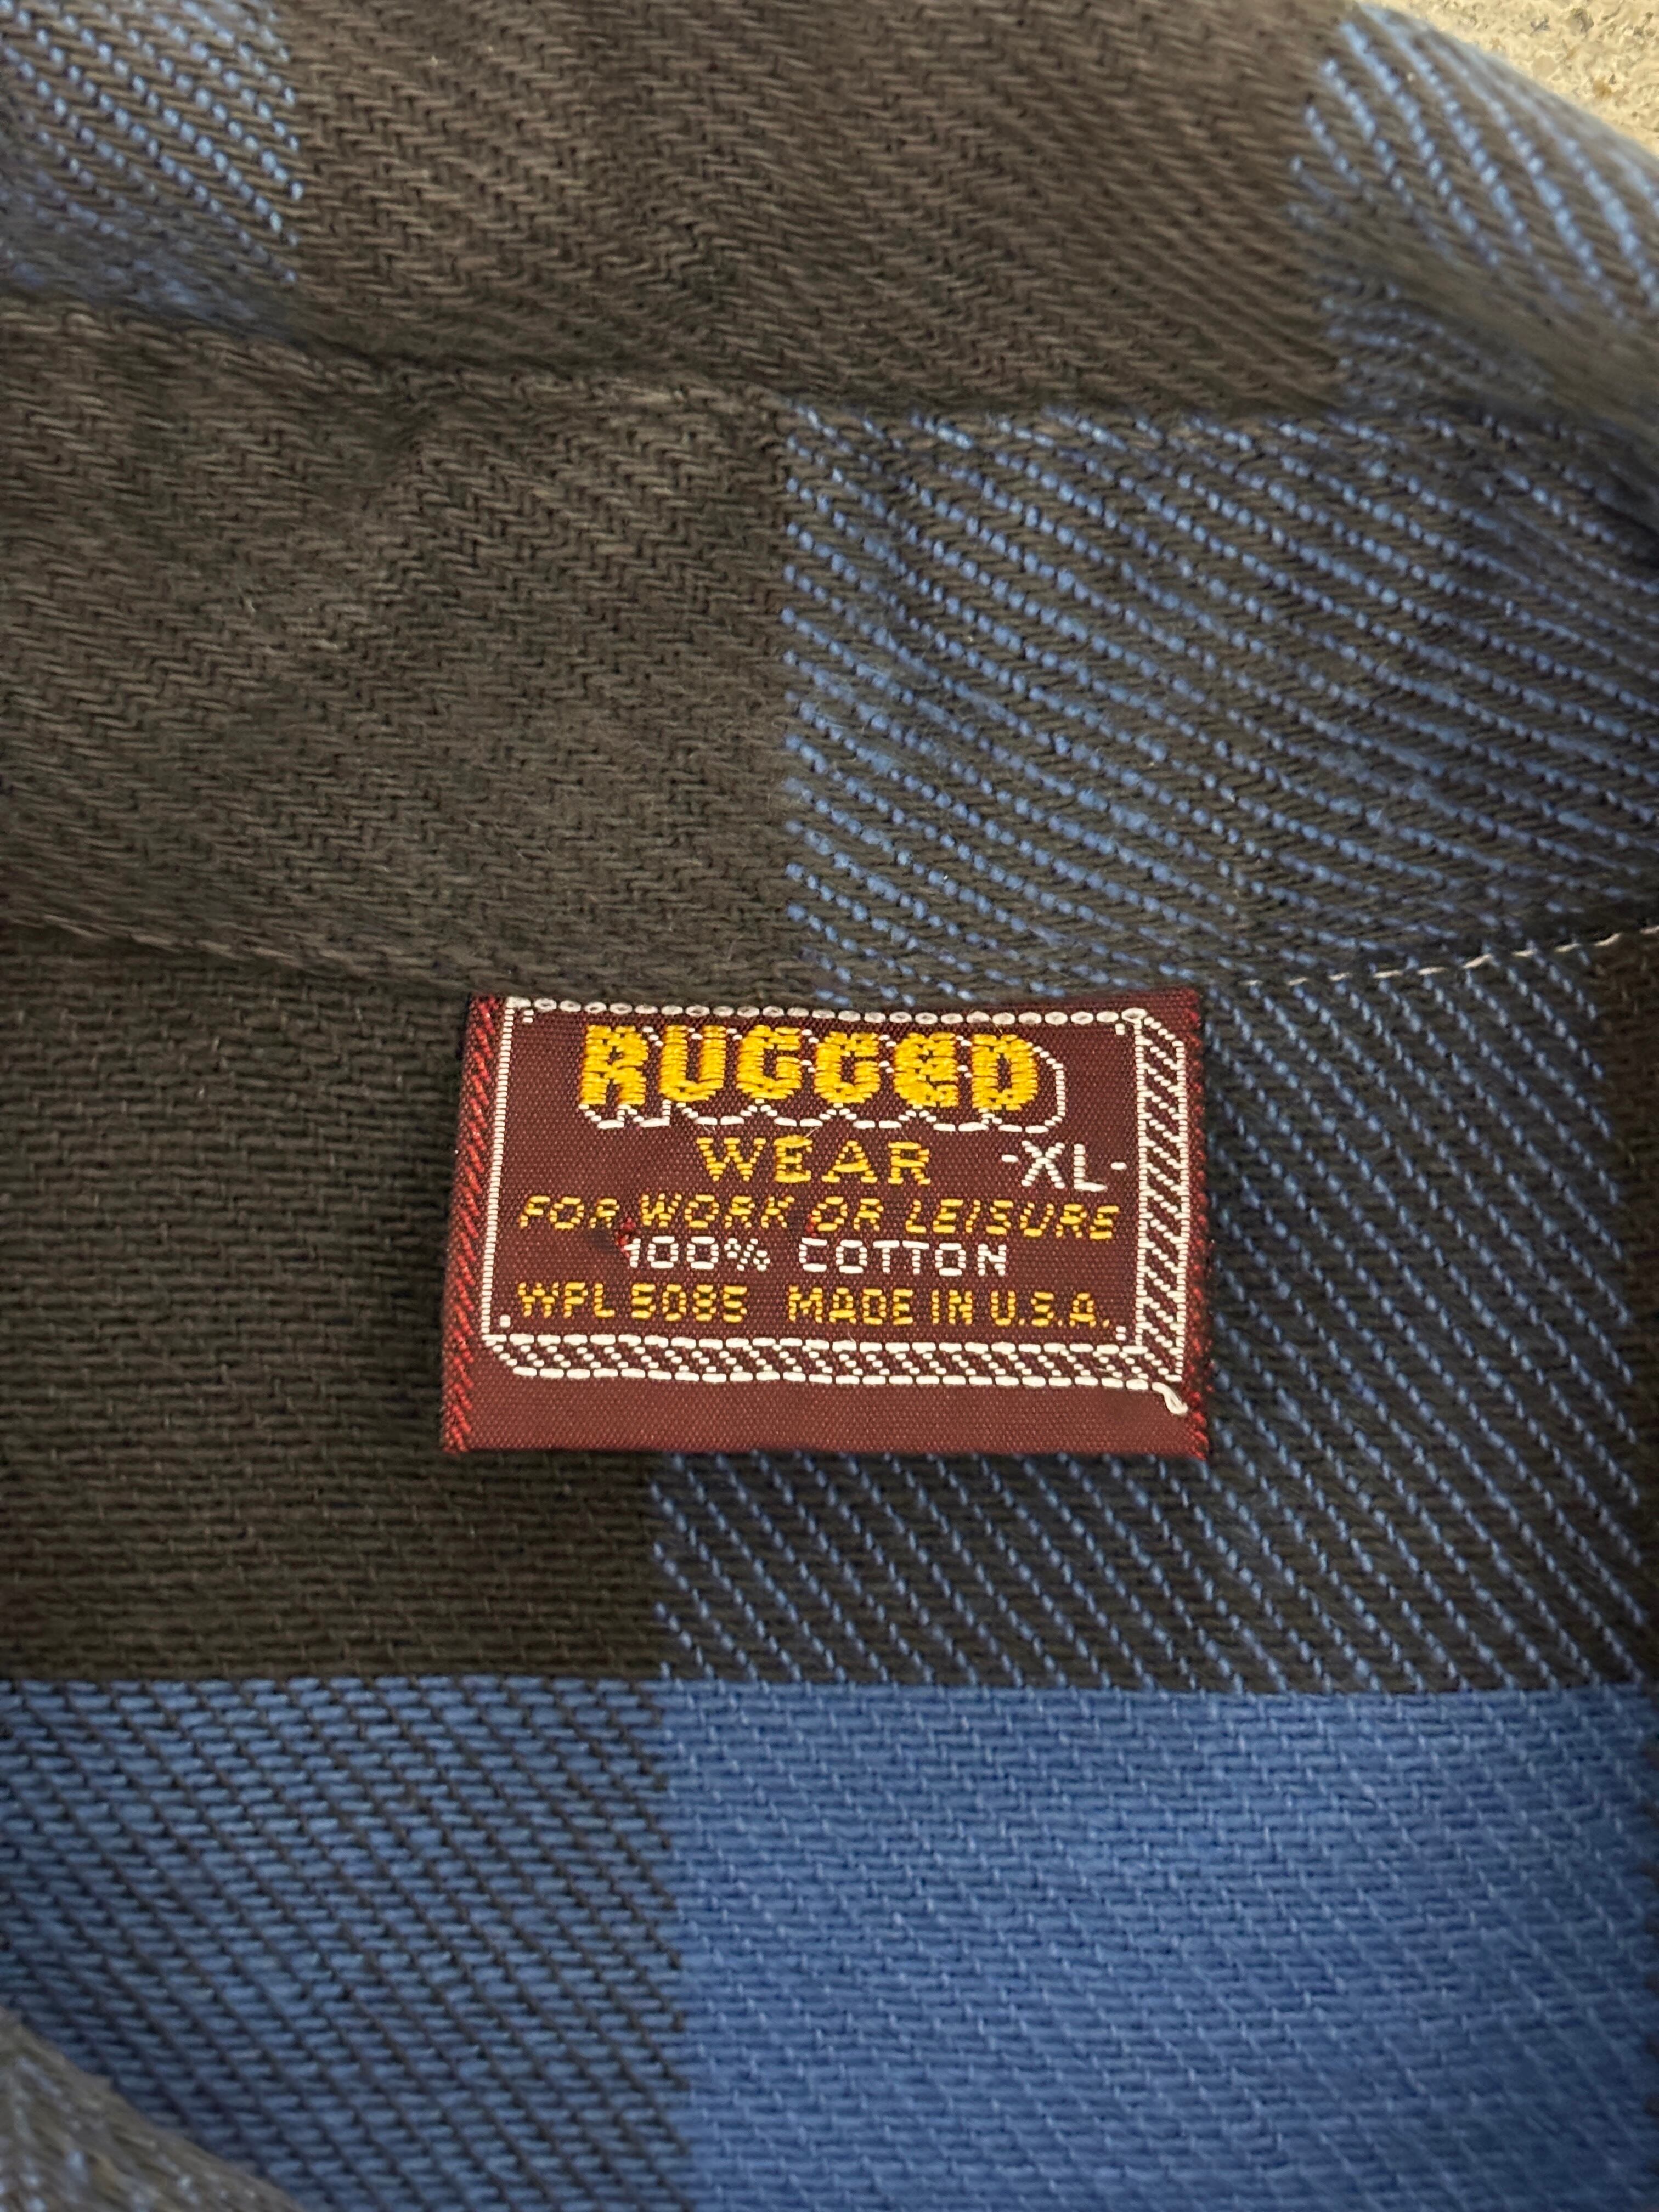 RUGGED
WEAR -XL-
FOR WORK OR LEISURE
100% COTTON
WPL 5085 MADE IN U.S.A.